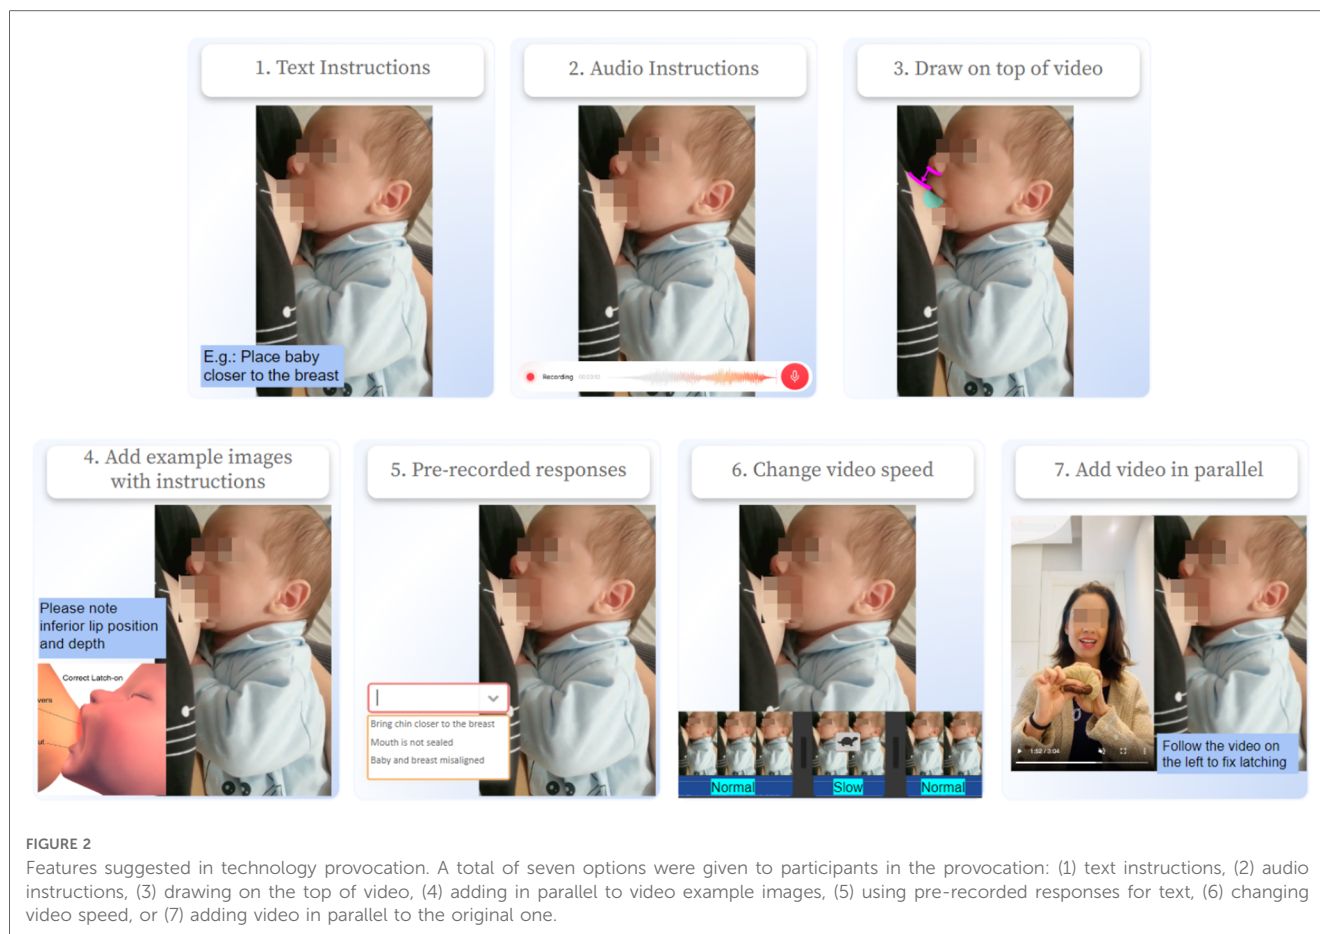 1. Text Instructions
2. Audio Instructions
3. Draw on top of video
E.g.: Place baby
closer to the breast
Recording
4. Add example images
with instructions
5. Pre-recorded responses
6. Change video speed
7. Add video in parallel
Please note
inferior lip position
and depth
Correct Latch-on
vers
ut
Bring chin closer to the breast
Mouth is not sealed
Baby and breast misaligned
Normal
Slow
Normal
1:52 / 3:04
Follow the video on
the left to fix latching
FIGURE 2
Features suggested in technology provocation. A total of seven options were given to participants in the provocation: (1) text instructions, (2) audio
instructions, (3) drawing on the top of video, (4) adding in parallel to video example images, (5) using pre-recorded responses for text, (6) changing
video speed, or (7) adding video in parallel to the original one.